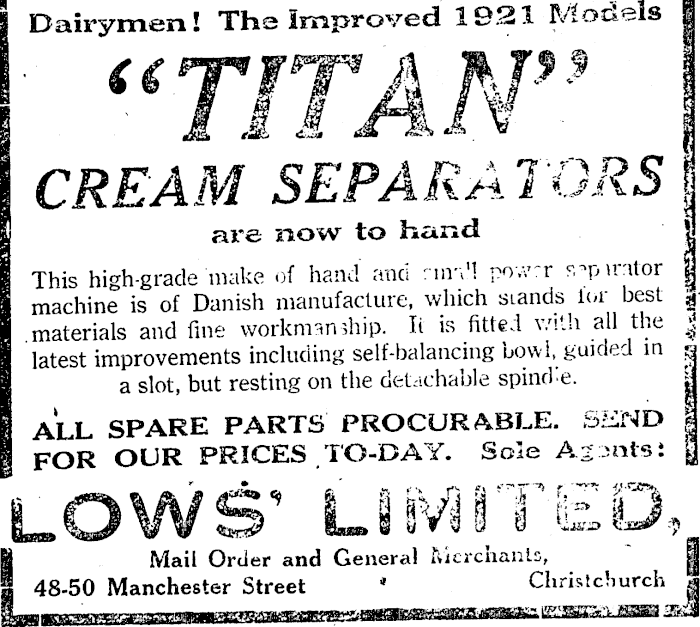 Dairymen! The Improved 1921 Models
"TITAN"
CREAM SEPARATORS
are now to hand
This high-grade make of hand and small power separator
machine is of Danish manufacture, which stands for best
materials and fine workmanship. It is fitted with all the
latest improvements including self-balancing bowl, guided in
a slot, but resting on the detachable spindle.
ALL SPARE PARTS PROCURABLE. SEND
FOR OUR PRICES TO-DAY. Sole Agents:
LOWS' LIMITED,
Mail Order and General Merchants,
48-50 Manchester Street Christchurch